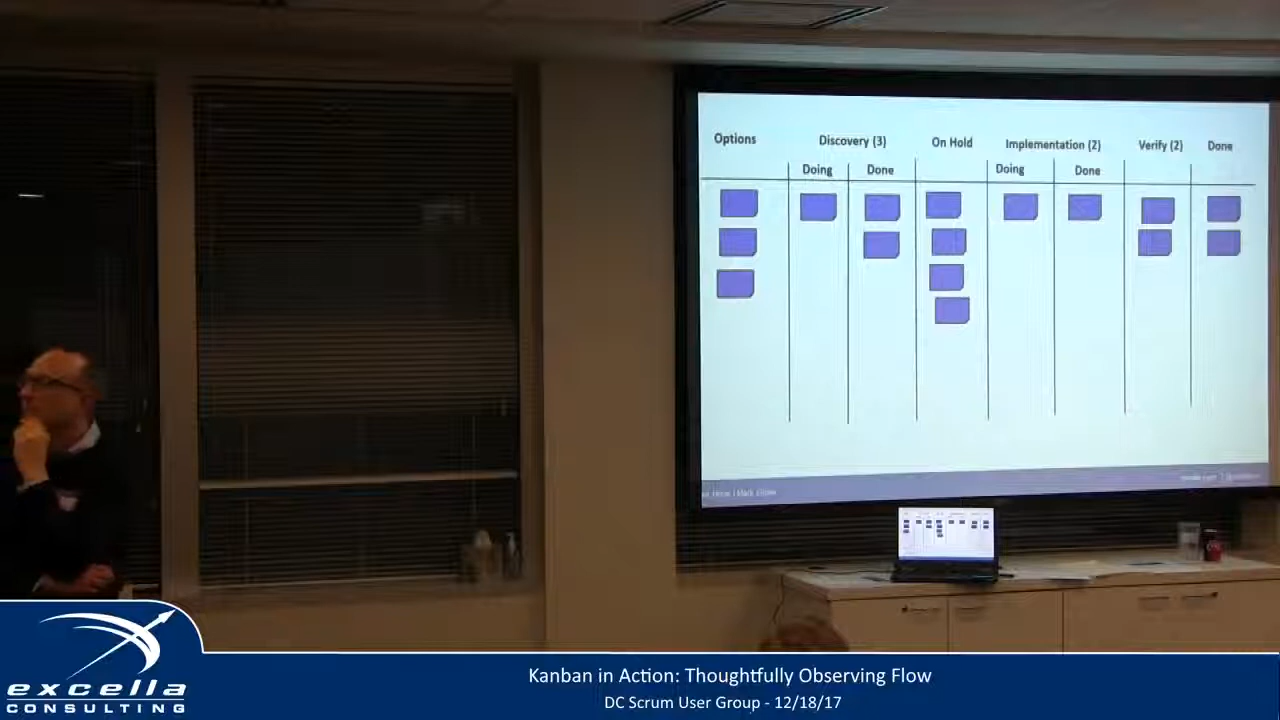 Options
Discovery (3)
On Hold
Implementation (2)
Verify (2)
Done
Doing
Done
Doing
Done
excella
CONSULTING
Kanban in Action: Thoughtfully Observing Flow
DC Scrum User Group - 12/18/17